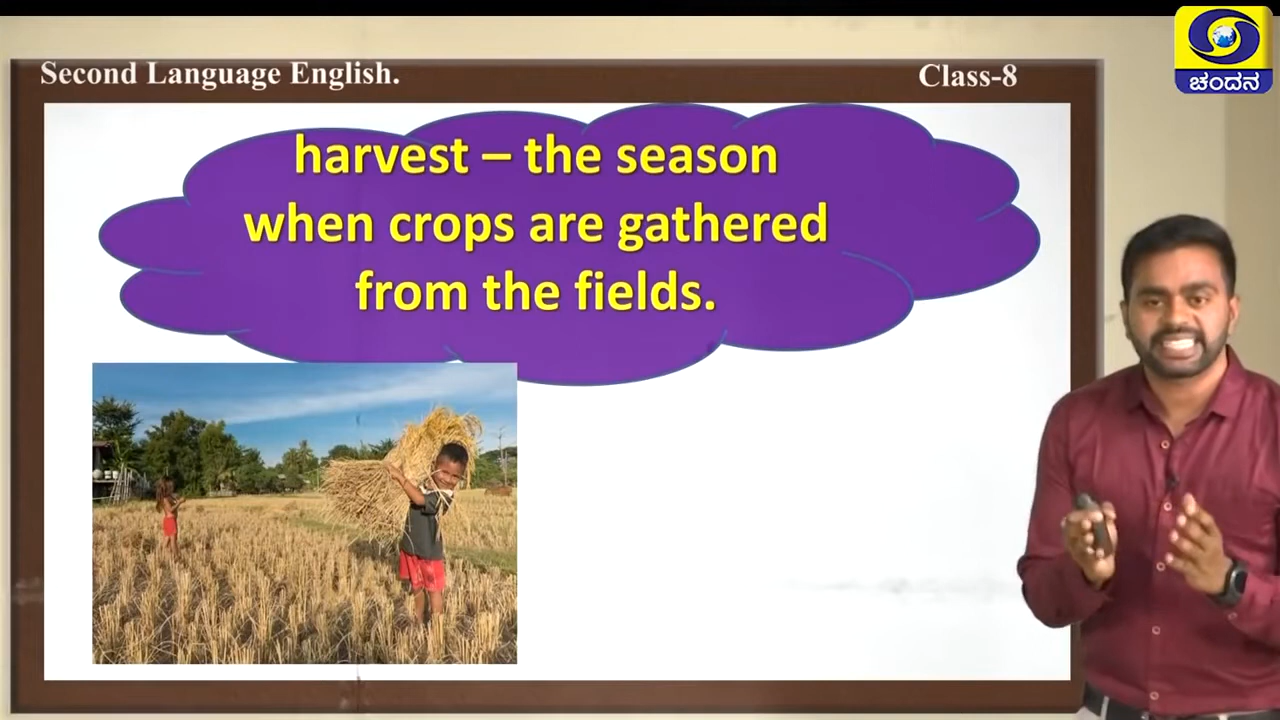 Second Language English.
Class-8
ಚಂದನ
harvest – the season
when crops are gathered
from the fields.